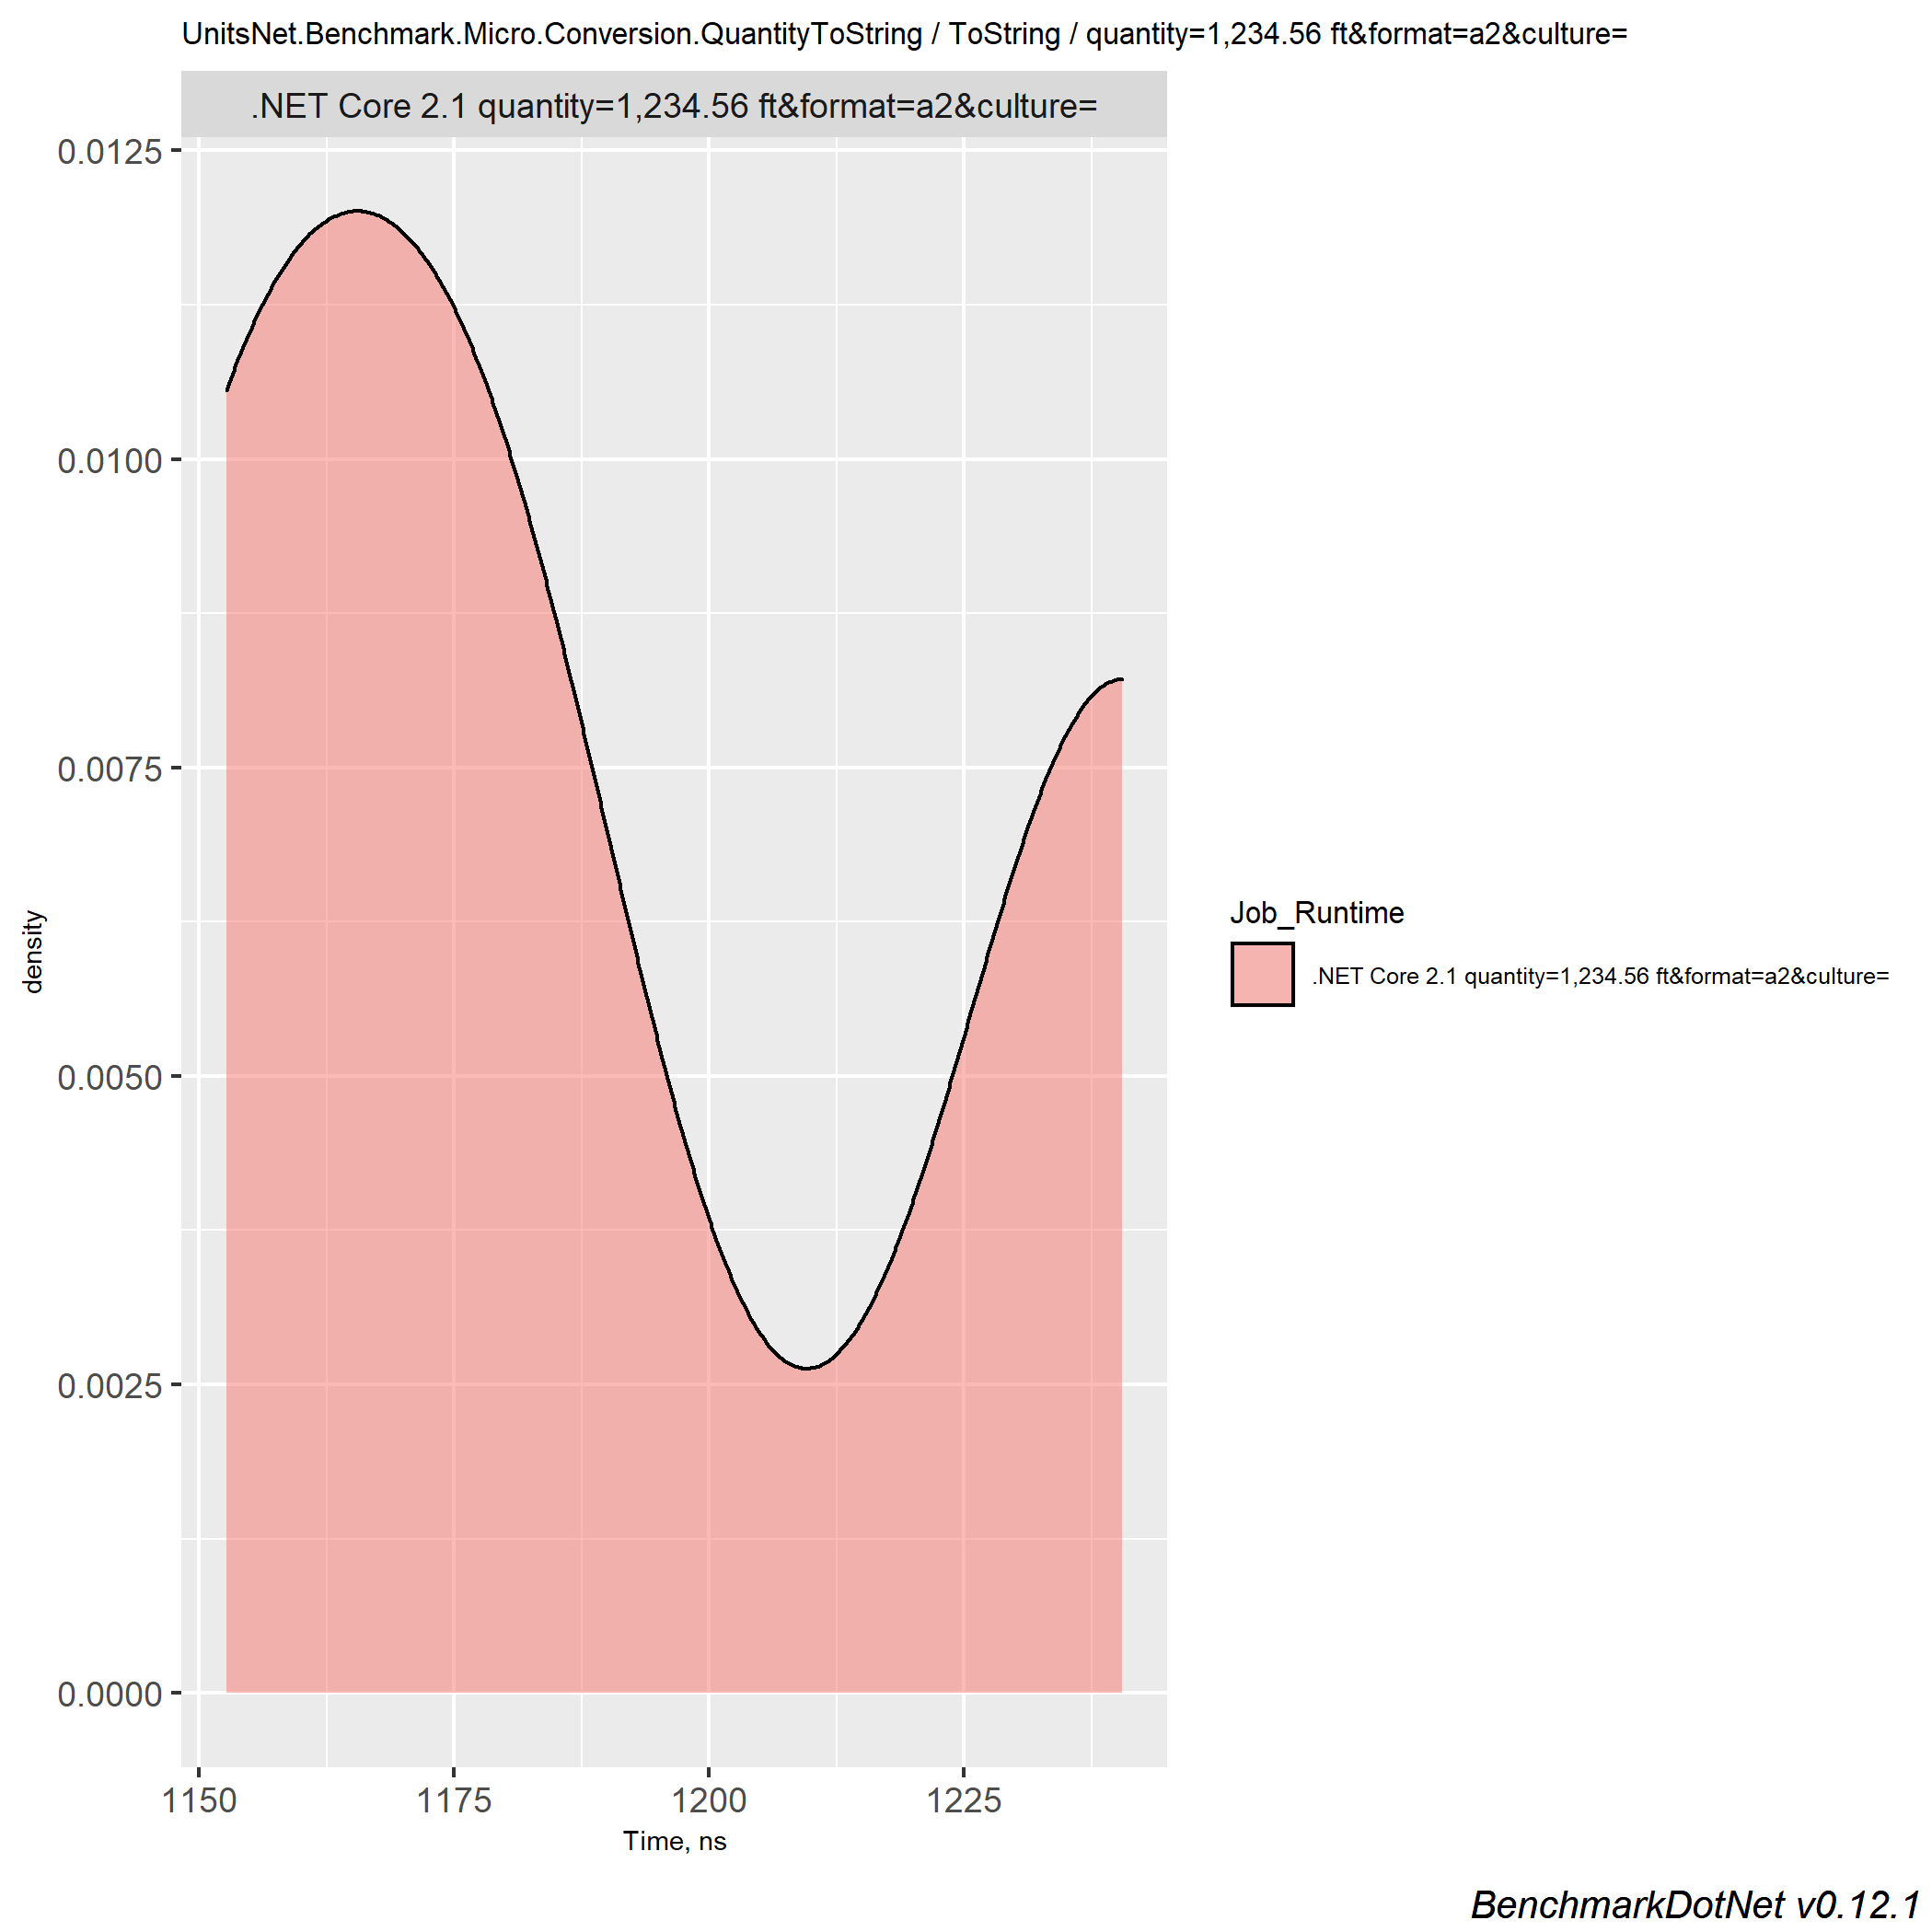 UnitsNet.Benchmark.Micro.Conversion.QuantityToString / ToString / quantity=1,234.56 ft&format=a2&culture=
.NET Core 2.1 quantity=1,234.56 ft&format=a2&culture=
0.0125
0.0100
0.0075
0.0050
0.0025
0.0000
density
1150 1175 1200 1225
Time, ns
Job_Runtime
.NET Core 2.1 quantity=1,234.56 ft&format=a2&culture=
BenchmarkDotNet v0.12.1